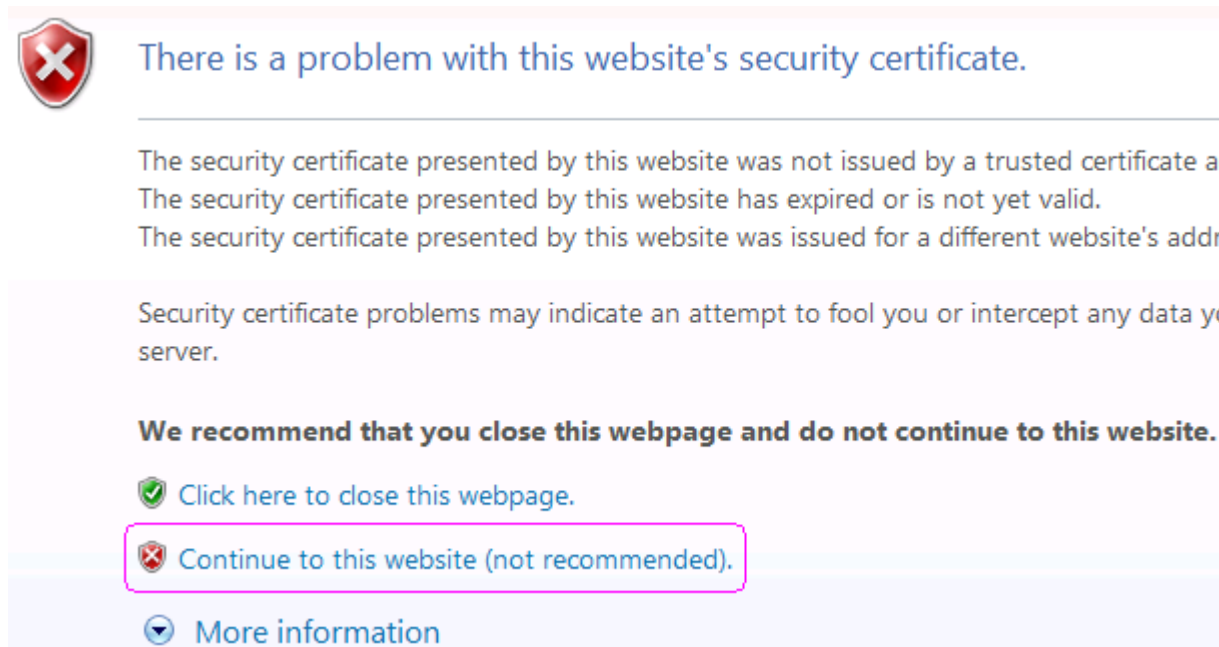 There is a problem with this website's security certificate.
The security certificate presented by this website was not issued by a trusted certificate a
The security certificate presented by this website has expired or is not yet valid.
The security certificate presented by this website was issued for a different website's addr
Security certificate problems may indicate an attempt to fool you or intercept any data yo
server.
We recommend that you close this webpage and do not continue to this website.
Click here to close this webpage.
Continue to this website (not recommended).
More information